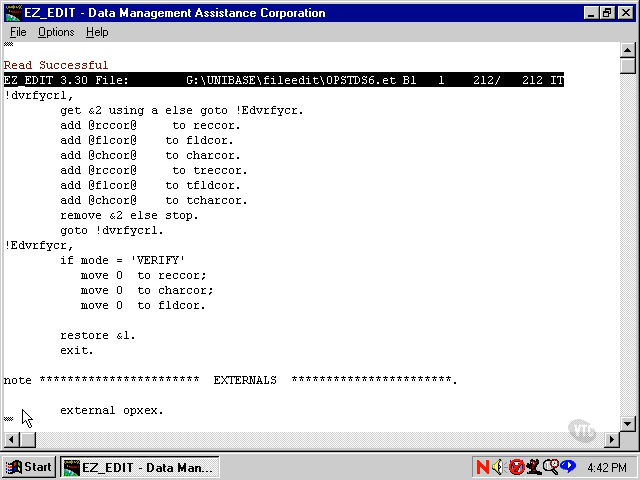 EZ_EDIT - Data Management Assistance Corporation
File Options Help
Read Successful
EZ_EDIT 3.30 File: G:\UNIBASE\fileedit\OPSTDS6.et B1 1 212/ 212 IT
!dvrfycrl,
get &2 using a else goto !Edvrfycr.
add @rccor@ to reccor.
add @flcor@ to fldcor.
add @chcor@ to charcor.
add @rccor@ to treccor.
add @flcor@ to tfldcor.
add @chcor@ to tcharcor.
remove &2 else stop.
goto !dvrfycrl.
!Edvrfycr,
if mode = 'VERIFY'
move 0 to reccor;
move 0 to charcor;
move 0 to fldcor.
restore &1.
exit.
note *********************** EXTERNALS ***********************.
external opxex.
VTC
Start EZ_EDIT - Data Man... 4:42 PM